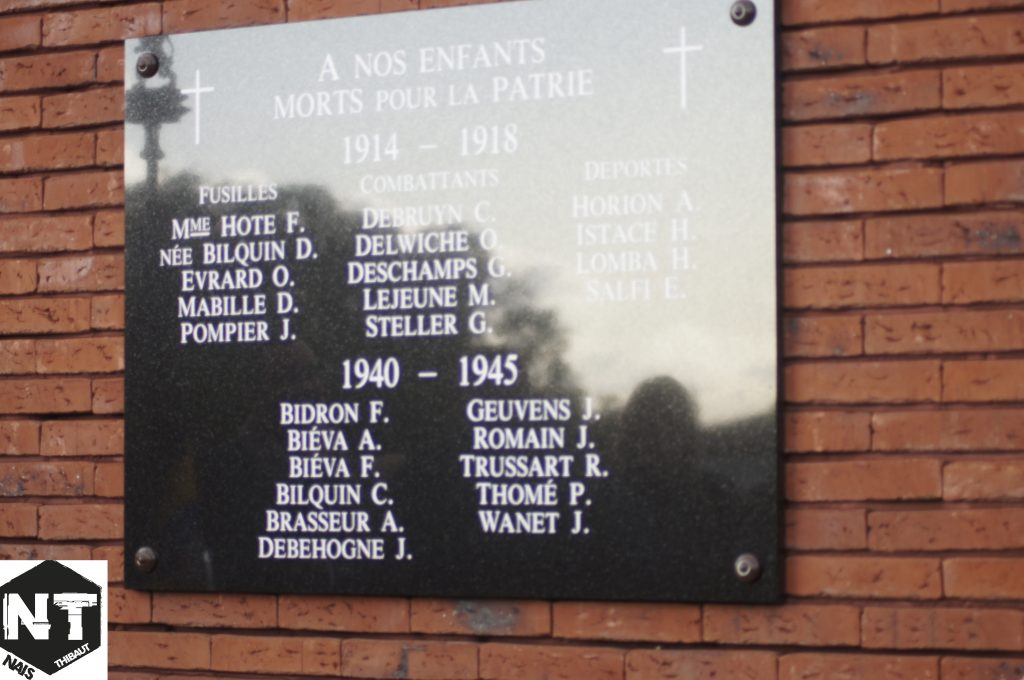 A NOS ENFANTS
MORTS POUR LA PATRIE
1914 – 1918
FUSILLES
MME HOTE F.
NÉE BILQUIN D.
EVRARD O.
MABILLE D.
POMPIER J.
COMBATTANTS
DEBRUYN C.
DELWICHE O.
DESCHAMPS G.
LEJEUNE M.
STELLER G.
DEPORTES
HORION A.
ISTACE H.
LOMBA H.
SALFI E.
1940 – 1945
BIDRON F.
BIÉVA A.
BIÉVA F.
BILQUIN C.
BRASSEUR A.
DEBEHOGNE J.
GEUVENS J.
ROMAIN J.
TRUSSART R.
THOMÉ P.
WANET J.
NT
NAIS THIBAUT